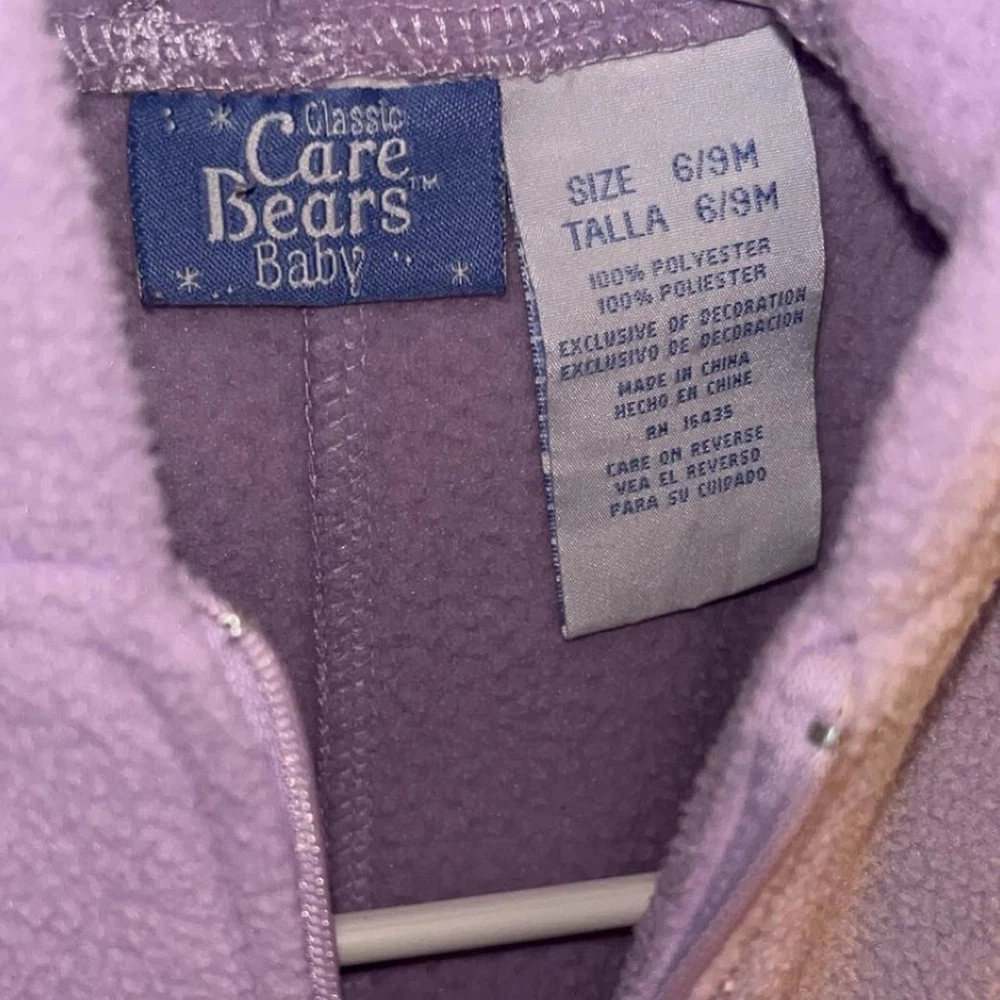 Classic
Care
Bears™
Baby
SIZE 6/9M
TALLA 6/9M
100% POLYESTER
100% POLIESTER
EXCLUSIVE OF DECORATION
EXCLUSIVO DE DECORACION
MADE IN CHINA
HECHO EN CHINE
RN 16435
CARE ON REVERSE
VEA EL REVERSO
PARA SU CUIDADO